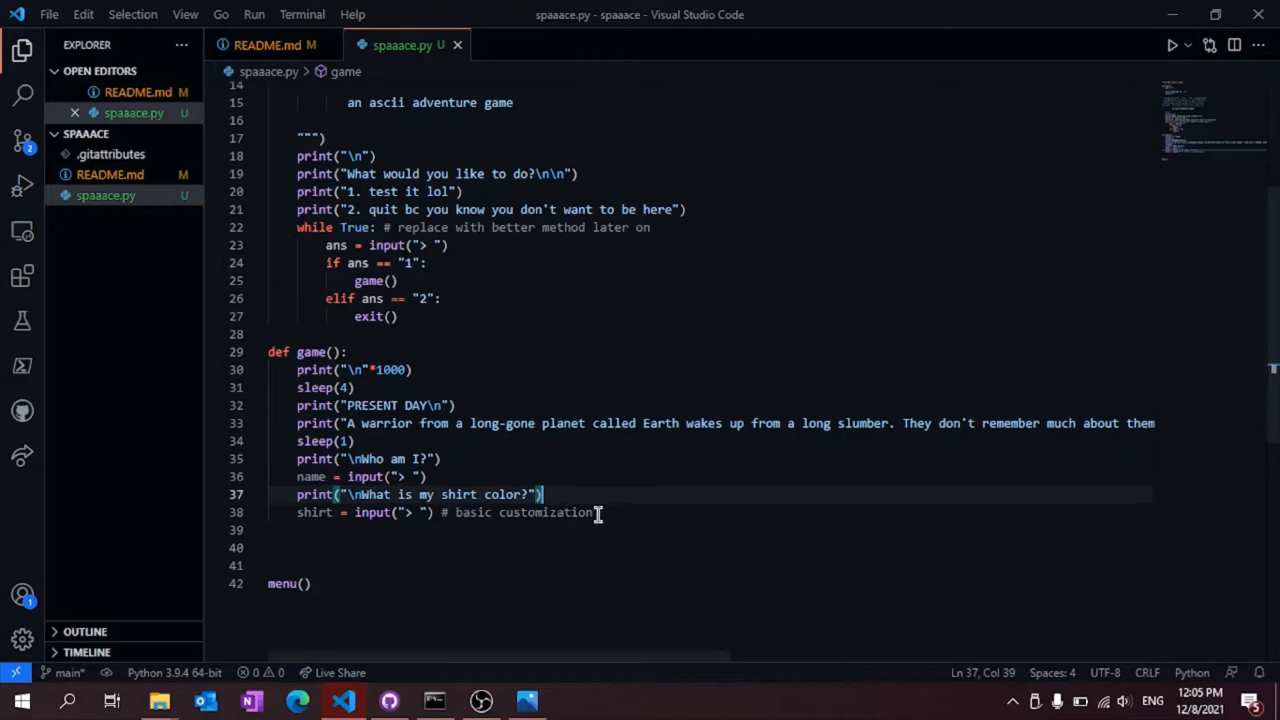 File Edit Selection View Go Run Terminal Help
spaaace.py - spaaace - Visual Studio Code
EXPLORER
README.md M
spaaace.py U
OPEN EDITORS
README.md M
spaaace.py U
SPAAACE
.gitattributes
README.md M
spaaace.py U
spaaace.py > game
14
15 an ascii adventure game
16
17 """)
18 print("\n")
19 print("What would you like to do?\n\n")
20 print("1. test it lol")
21 print("2. quit bc you know you don't want to be here")
22 while True: # replace with better method later on
23 ans = input("> ")
24 if ans == "1":
25 game()
26 elif ans == "2":
27 exit()
28
29 def game():
30 print("\n"*1000)
31 sleep(4)
32 print("PRESENT DAY\n")
33 print("A warrior from a long-gone planet called Earth wakes up from a long slumber. They don't remember much about them
34 sleep(1)
35 print("\nWho am I?")
36 name = input("> ")
37 print("\nWhat is my shirt color?")
38 shirt = input("> ") # basic customization
39
40
41
42 menu()
2
1
OUTLINE
TIMELINE
main* Python 3.9.4 64-bit 0 0 Live Share
Ln 37, Col 39 Spaces: 4 UTF-8 CRLF Python
ENG
12:05 PM
12/8/2021
5